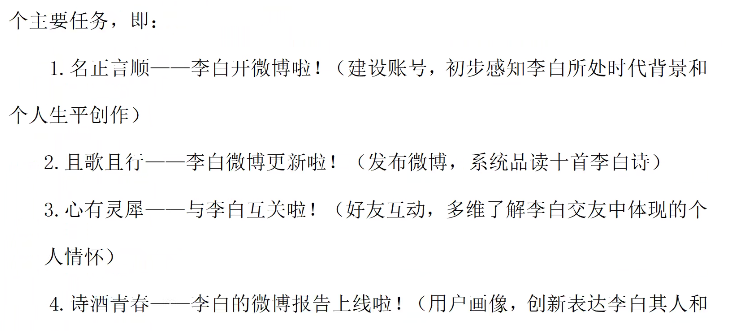 个主要任务，即：
1.名正言顺——李白开微博啦！（建设账号，初步感知李白所处时代背景和
个人生平创作）
2.且歌且行——李白微博更新啦！（发布微博，系统品读十首李白诗）
3.心有灵犀——与李白互关啦！（好友互动，多维了解李白交友中体现的个
人情怀）
4.诗酒青春——李白的微博报告上线啦！（用户画像，创新表达李白其人和